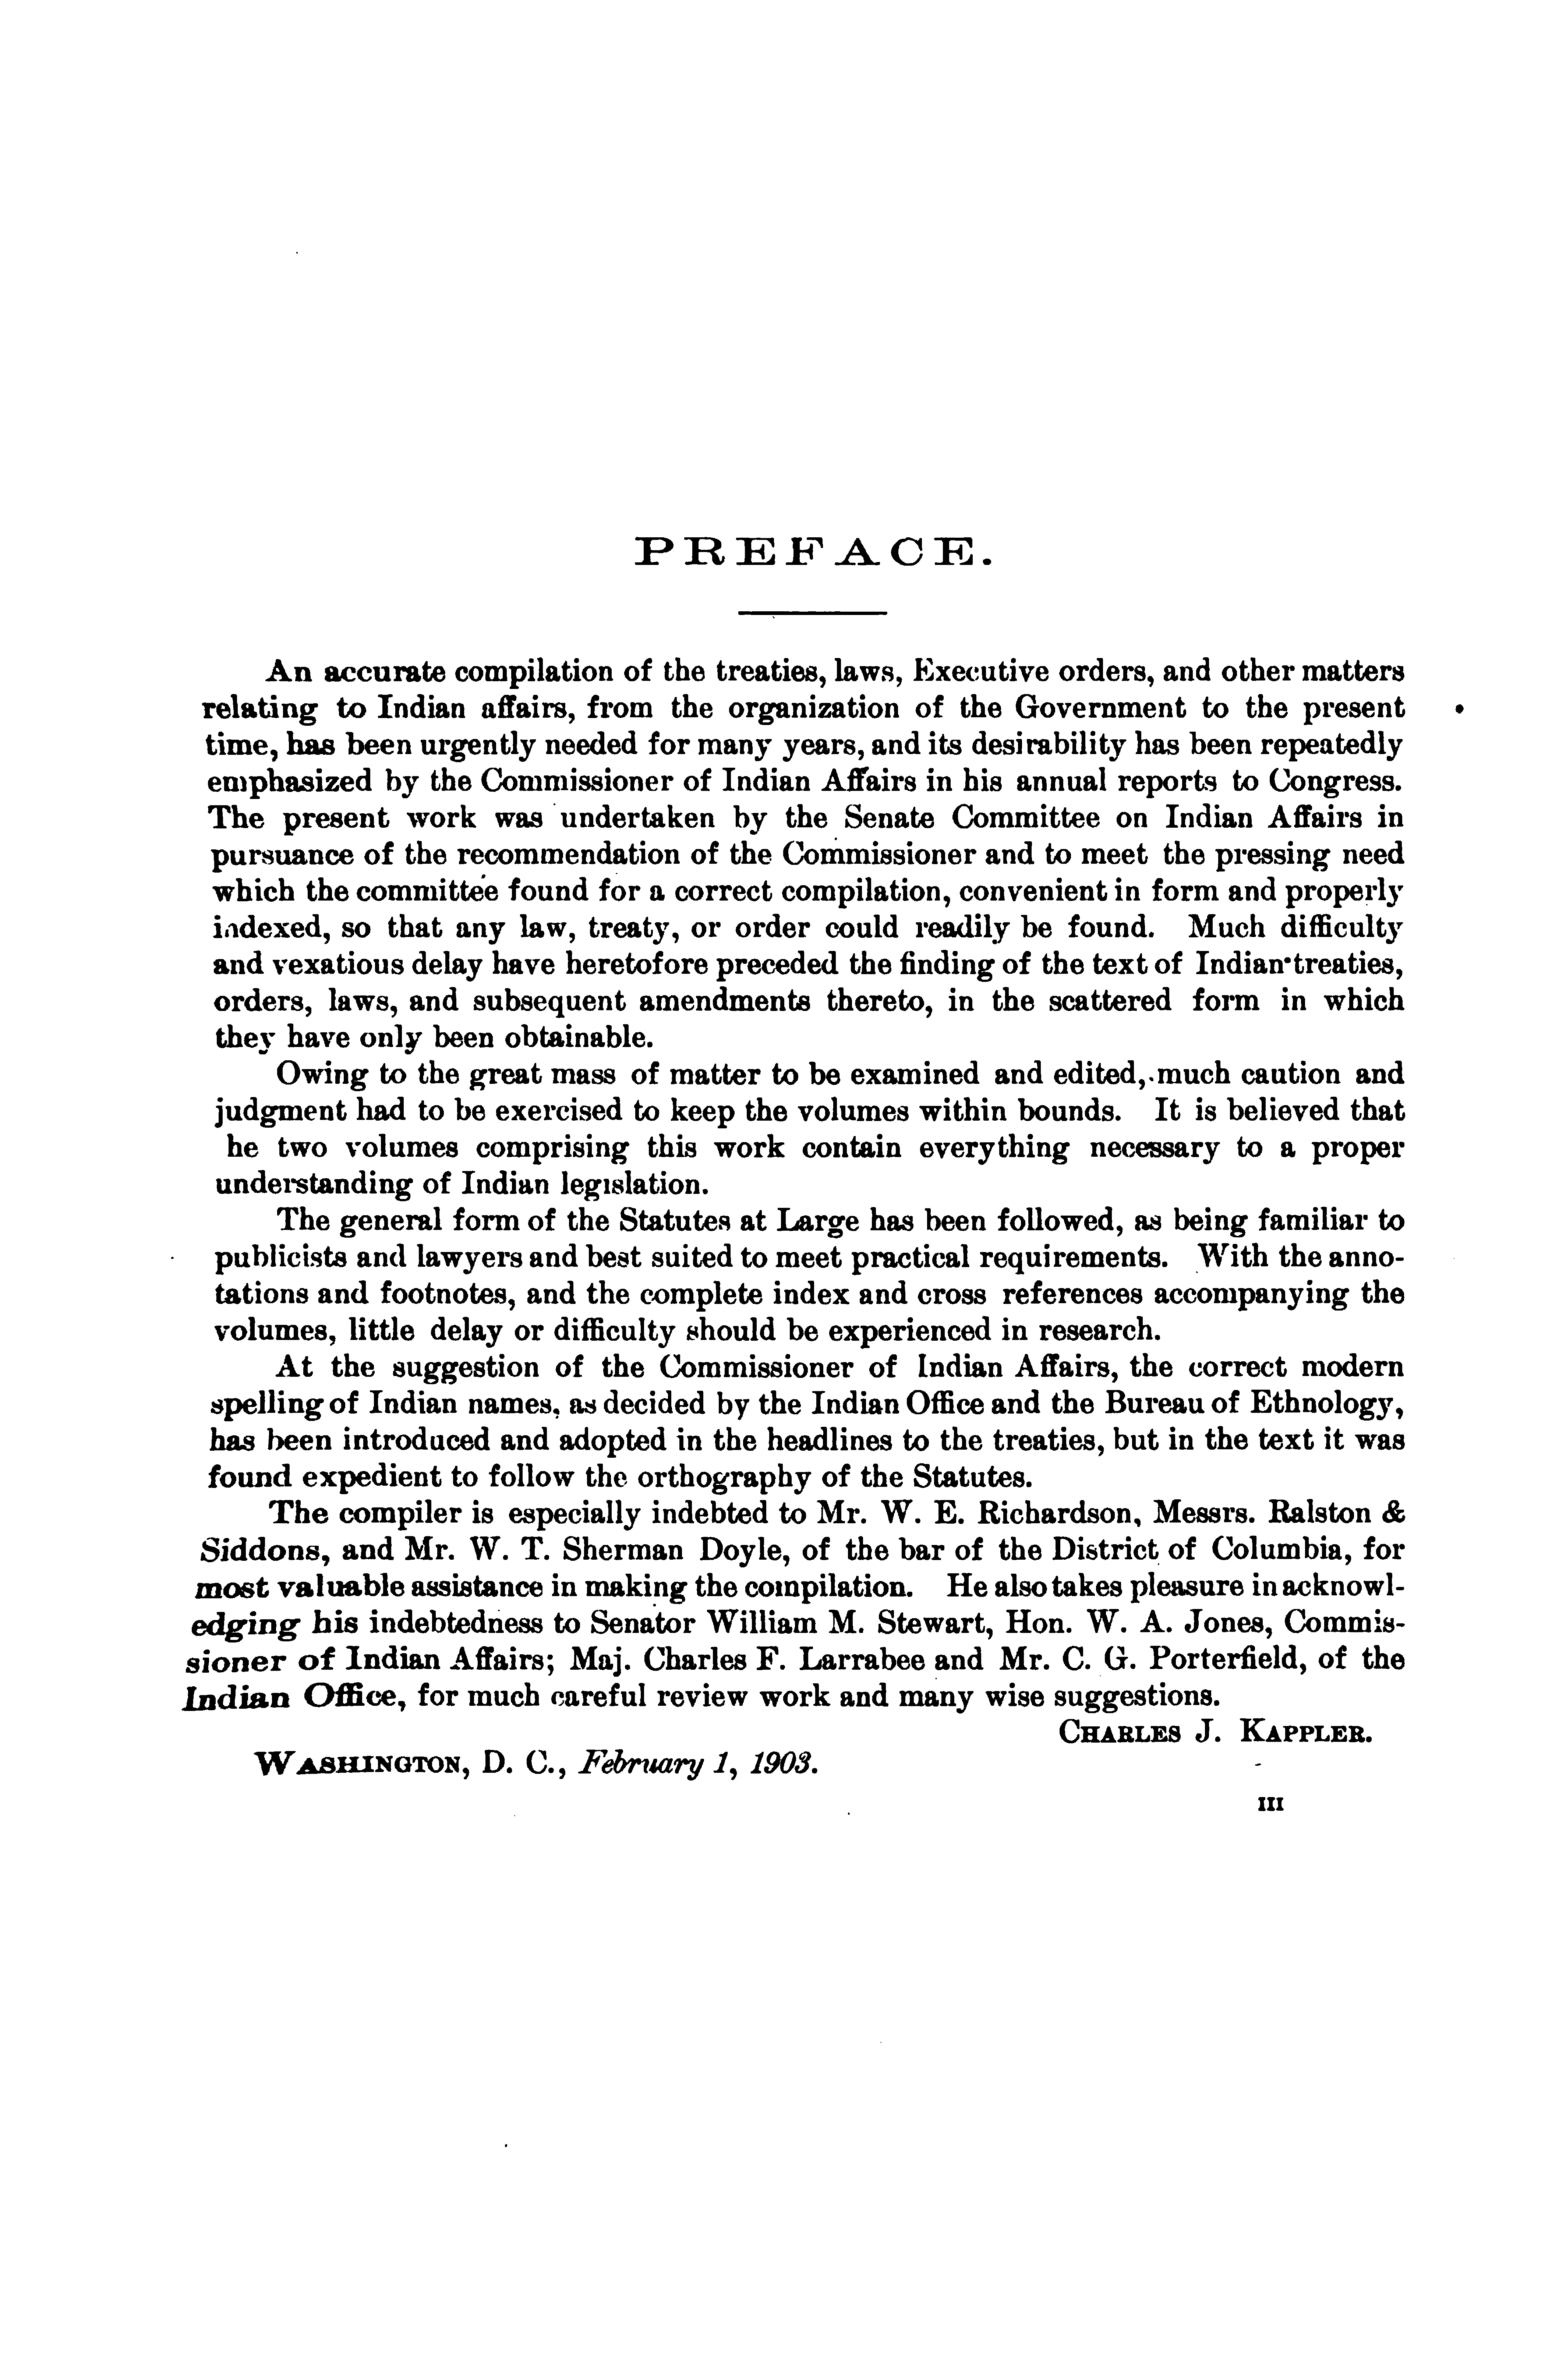 PREFACE.
An accurate compilation of the treaties, laws, Executive orders, and other matters
relating to Indian affairs, from the organization of the Government to the present
time, has been urgently needed for many years, and its desirability has been repeatedly
emphasized by the Commissioner of Indian Affairs in his annual reports to Congress.
The present work was undertaken by the Senate Committee on Indian Affairs in
pursuance of the recommendation of the Commissioner and to meet the pressing need
which the committee found for a correct compilation, convenient in form and properly
indexed, so that any law, treaty, or order could readily be found. Much difficulty
and vexatious delay have heretofore preceded the finding of the text of Indian treaties,
orders, laws, and subsequent amendments thereto, in the scattered form in which
they have only been obtainable.
Owing to the great mass of matter to be examined and edited, much caution and
judgment had to be exercised to keep the volumes within bounds. It is believed that
he two volumes comprising this work contain everything necessary to a proper
understanding of Indian legislation.
The general form of the Statutes at Large has been followed, as being familiar to
publicists and lawyers and best suited to meet practical requirements. With the anno-
tations and footnotes, and the complete index and cross references accompanying the
volumes, little delay or difficulty should be experienced in research.
At the suggestion of the Commissioner of Indian Affairs, the correct modern
spelling of Indian names, as decided by the Indian Office and the Bureau of Ethnology,
has been introduced and adopted in the headlines to the treaties, but in the text it was
found expedient to follow the orthography of the Statutes.
The compiler is especially indebted to Mr. W. E. Richardson, Messrs. Ralston &
Siddons, and Mr. W. T. Sherman Doyle, of the bar of the District of Columbia, for
most valuable assistance in making the compilation. He also takes pleasure in acknowl-
edging his indebtedness to Senator William M. Stewart, Hon. W. A. Jones, Commis-
sioner of Indian Affairs; Maj. Charles F. Larrabee and Mr. C. G. Porterfield, of the
Indian Office, for much careful review work and many wise suggestions.
CHARLES J. KAPPLER.
WASHINGTON, D. C., February 1, 1903.
III